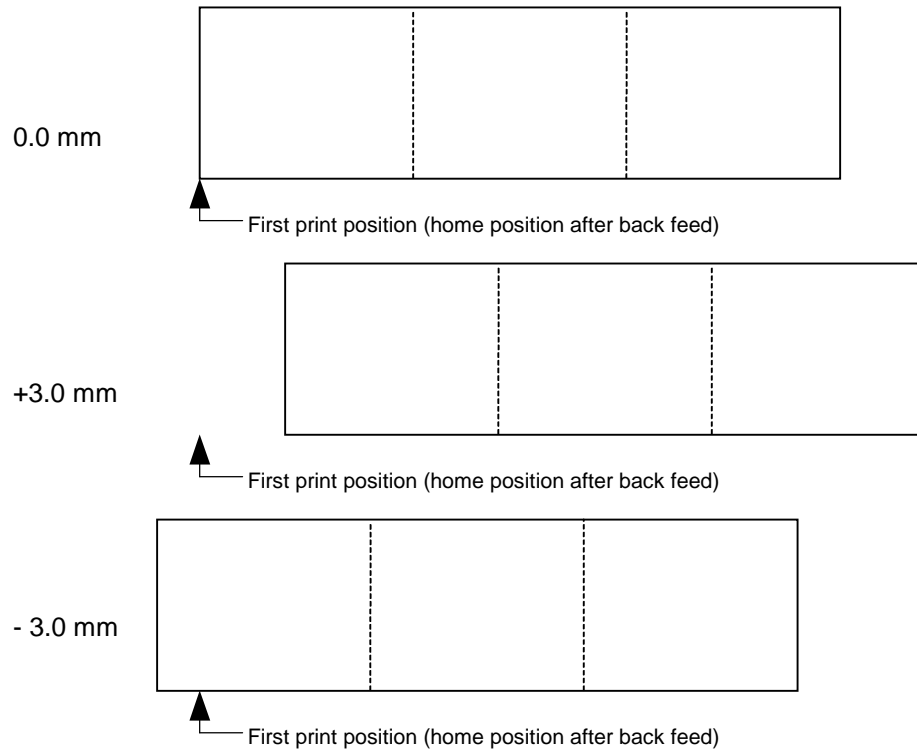 0.0 mm
First print position (home position after back feed)
+3.0 mm
First print position (home position after back feed)
- 3.0 mm
First print position (home position after back feed)